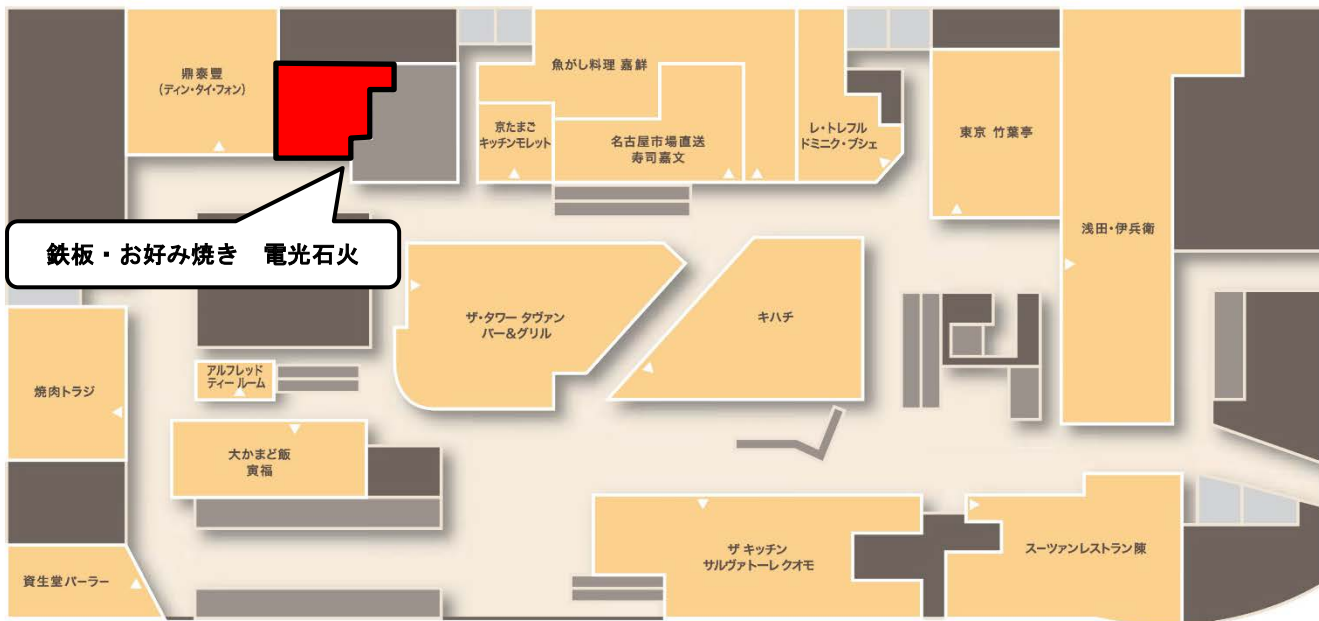 鼎泰豐
(ディン・タイ・フォン)
魚がし料理 嘉鮮
京たまご
キッチンモレット
名古屋市場直送
寿司嘉文
レ・トレフル
ドミニク・ブシェ
東京 竹葉亭
浅田・伊兵衛
鉄板・お好み焼き 電光石火
ザ・タワー タヴァン
バー&グリル
キハチ
アルフレッド
ティー ルーム
焼肉トラジ
大かまど飯
寅福
ザ キッチン
サルヴァトーレ クオモ
スーツァンレストラン陳
資生堂パーラー